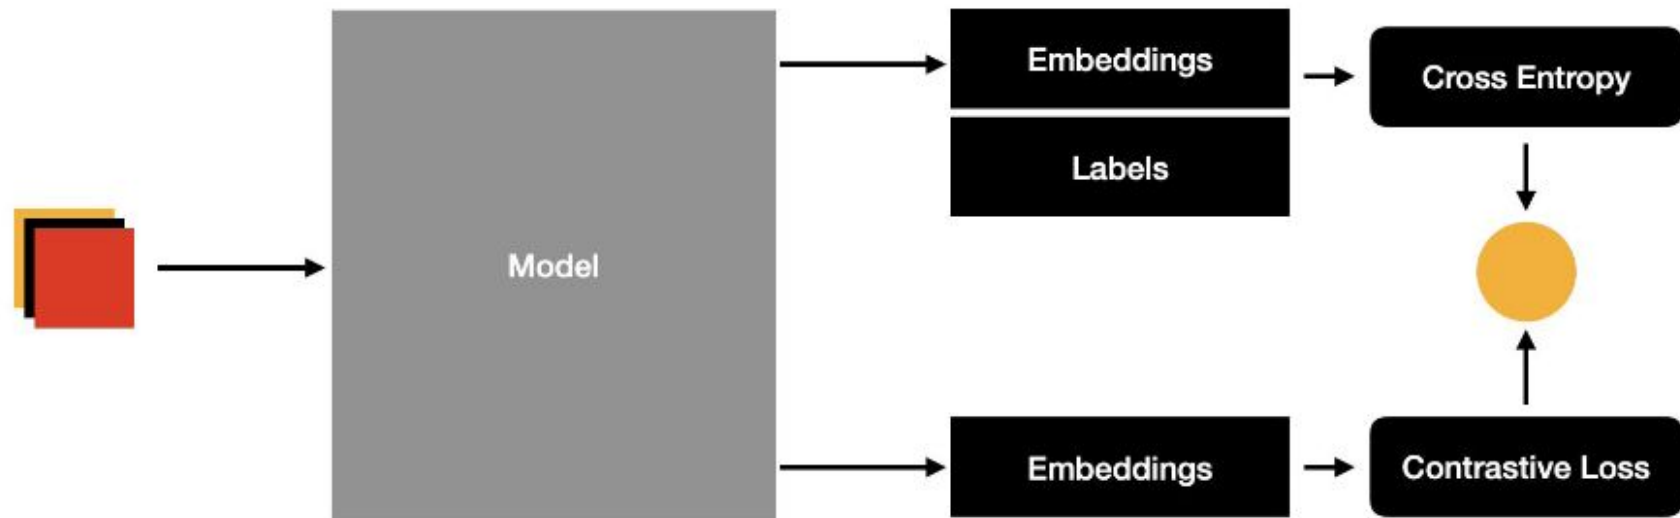 Embeddings
Cross Entropy
Labels
Model
Embeddings
Contrastive Loss